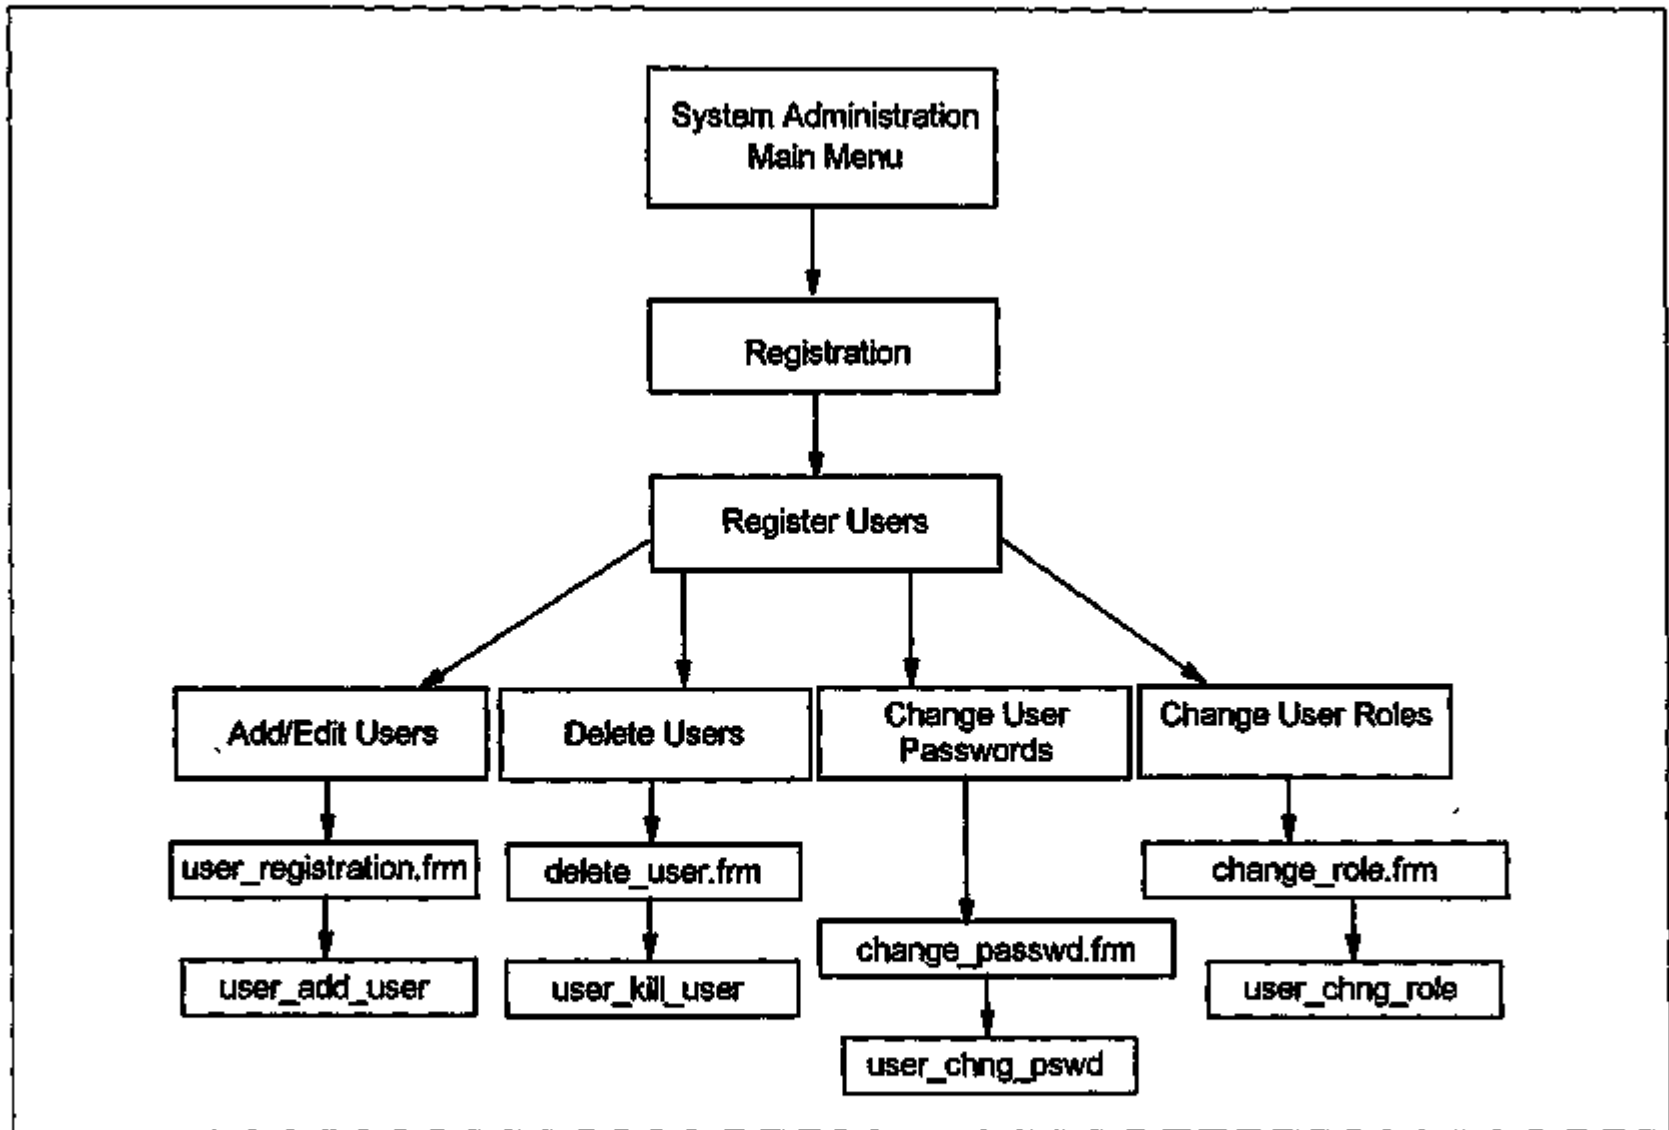 System Administration
Main Menu
Registration
Register Users
Add/Edit Users
Delete Users
Change User
Passwords
Change User Roles
user_registration.frm
delete_user.frm
change_passwd.frm
change_role.frm
user_add_user
user_kill_user
user_chng_pswd
user_chng_role